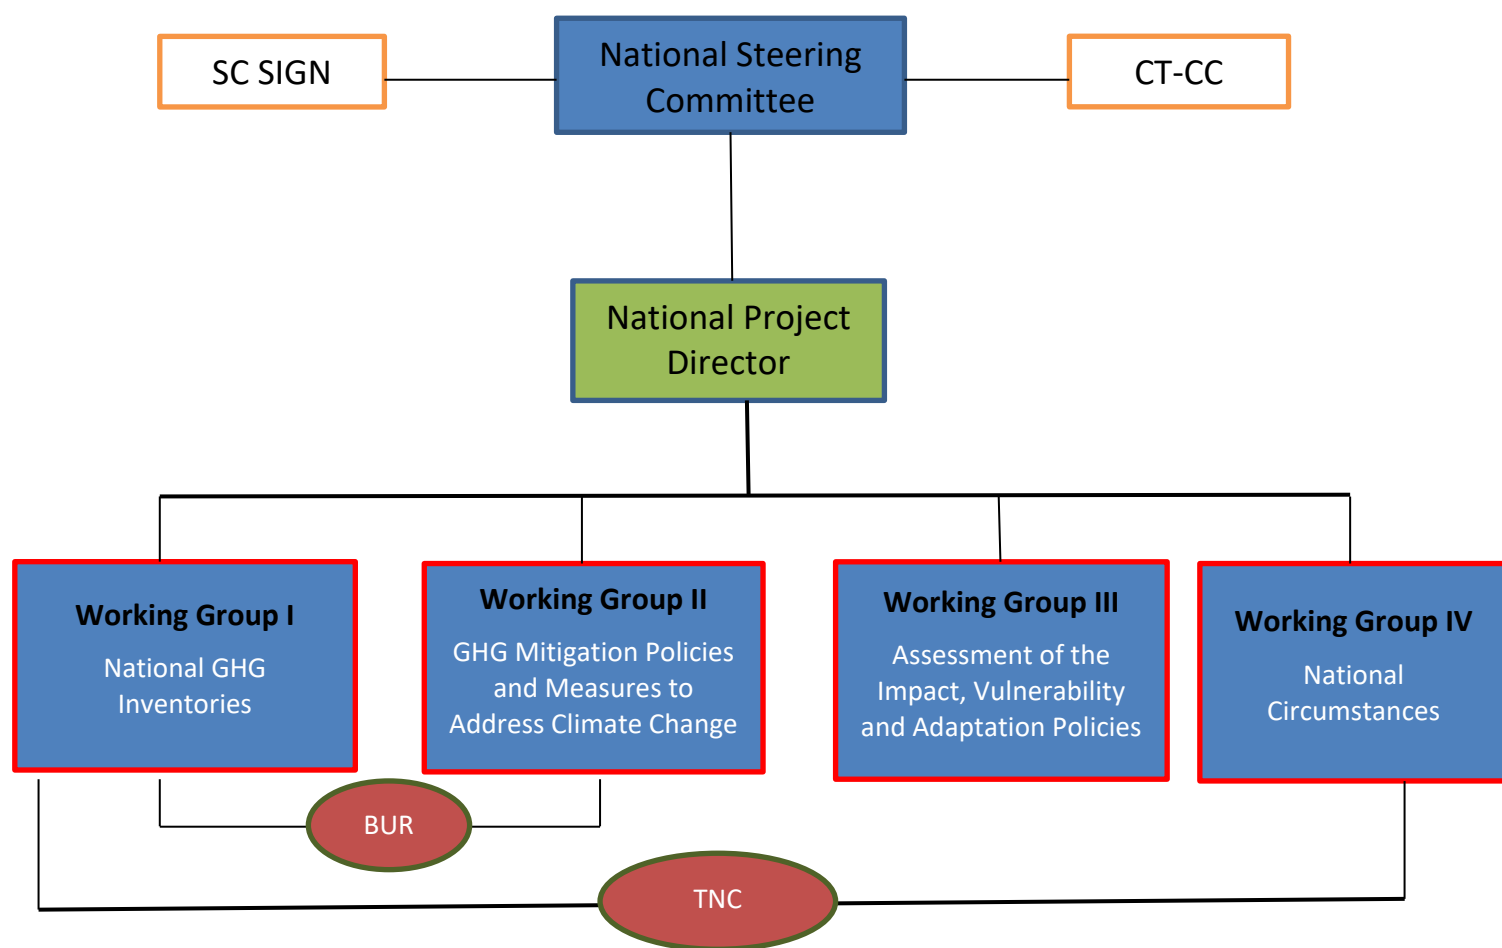 SC SIGN
National Steering
Committee
CT-CC
National Project
Director
Working Group I
National GHG
Inventories
Working Group II
GHG Mitigation Policies
and Measures to
Address Climate Change
Working Group III
Assessment of the
Impact, Vulnerability
and Adaptation Policies
Working Group IV
National
Circumstances
BUR
TNC